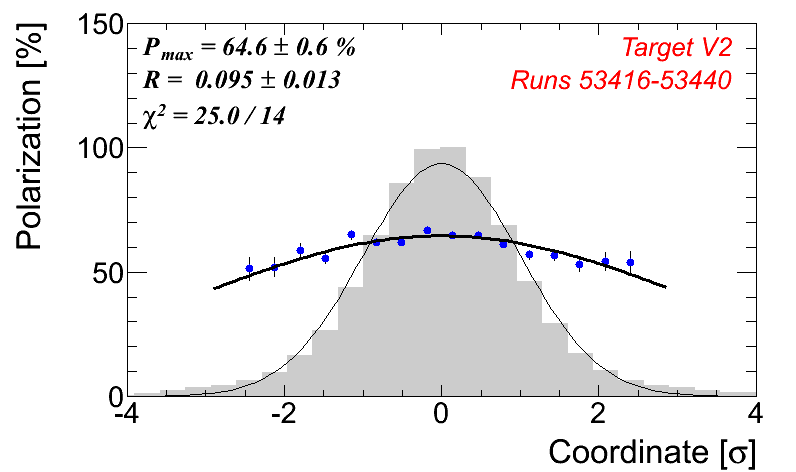 150
P max = 64.6 ± 0.6 %
Target V2
R = 0.095 ± 0.013
Runs 53416-53440
χ² = 25.0 / 14
Polarization [%]
100
50
0
-4 -2 0 2 4
Coordinate [σ]